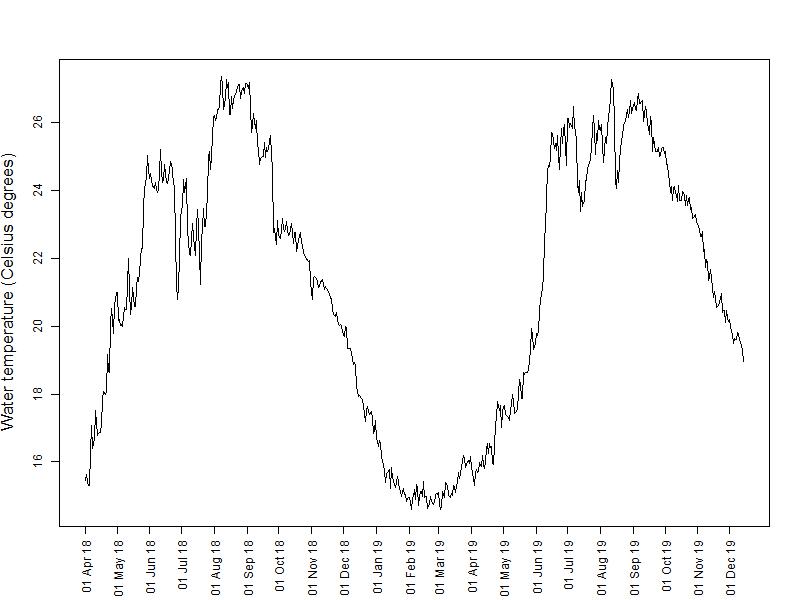 Water temperature (Celsius degrees)
26
24
22
20
18
16
01 Apr 18
01 May 18
01 Jun 18
01 Jul 18
01 Aug 18
01 Sep 18
01 Oct 18
01 Nov 18
01 Dec 18
01 Jan 19
01 Feb 19
01 Mar 19
01 Apr 19
01 May 19
01 Jun 19
01 Jul 19
01 Aug 19
01 Sep 19
01 Oct 19
01 Nov 19
01 Dec 19